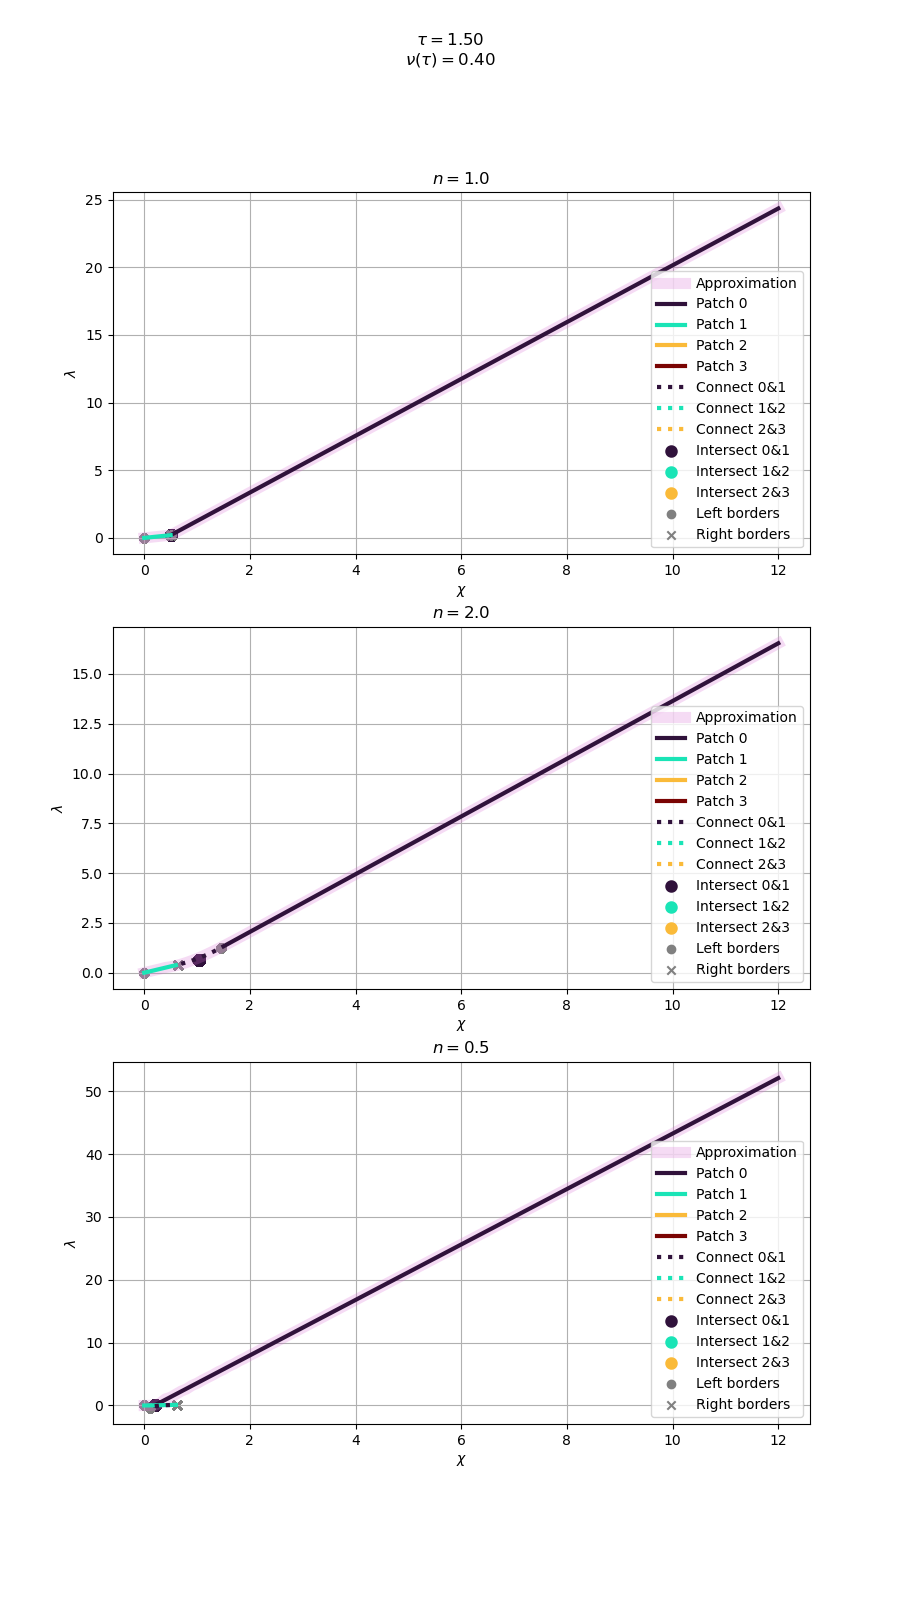 τ = 1.50
ν(τ) = 0.40
n = 1.0
25
20
15
10
5
0
λ
0 2 4 6 8 10 12
χ
Approximation
Patch 0
Patch 1
Patch 2
Patch 3
Connect 0&1
Connect 1&2
Connect 2&3
Intersect 0&1
Intersect 1&2
Intersect 2&3
Left borders
Right borders
n = 2.0
15.0
12.5
10.0
7.5
5.0
2.5
0.0
λ
0 2 4 6 8 10 12
χ
Approximation
Patch 0
Patch 1
Patch 2
Patch 3
Connect 0&1
Connect 1&2
Connect 2&3
Intersect 0&1
Intersect 1&2
Intersect 2&3
Left borders
Right borders
n = 0.5
50
40
30
20
10
0
λ
0 2 4 6 8 10 12
χ
Approximation
Patch 0
Patch 1
Patch 2
Patch 3
Connect 0&1
Connect 1&2
Connect 2&3
Intersect 0&1
Intersect 1&2
Intersect 2&3
Left borders
Right borders